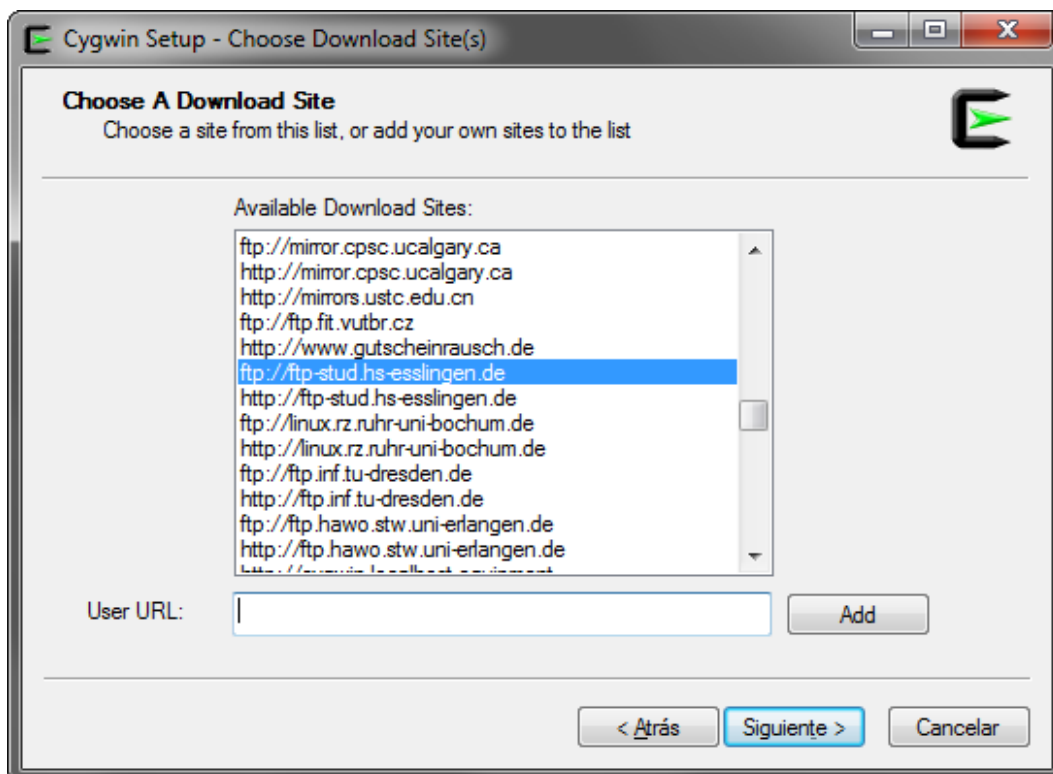 Cygwin Setup - Choose Download Site(s)
Choose A Download Site
Choose a site from this list, or add your own sites to the list
Available Download Sites:
ftp://mirror.cpsc.ucalgary.ca
http://mirror.cpsc.ucalgary.ca
http://mirrors.ustc.edu.cn
ftp://ftp.fit.vutbr.cz
http://www.gutscheinrausch.de
ftp://ftp-stud.hs-esslingen.de
http://ftp-stud.hs-esslingen.de
ftp://linux.rz.ruhr-uni-bochum.de
http://linux.rz.ruhr-uni-bochum.de
ftp://ftp.inf.tu-dresden.de
http://ftp.inf.tu-dresden.de
ftp://ftp.hawo.stw.uni-erlangen.de
http://ftp.hawo.stw.uni-erlangen.de
User URL:
Add
< Atrás
Siguiente >
Cancelar